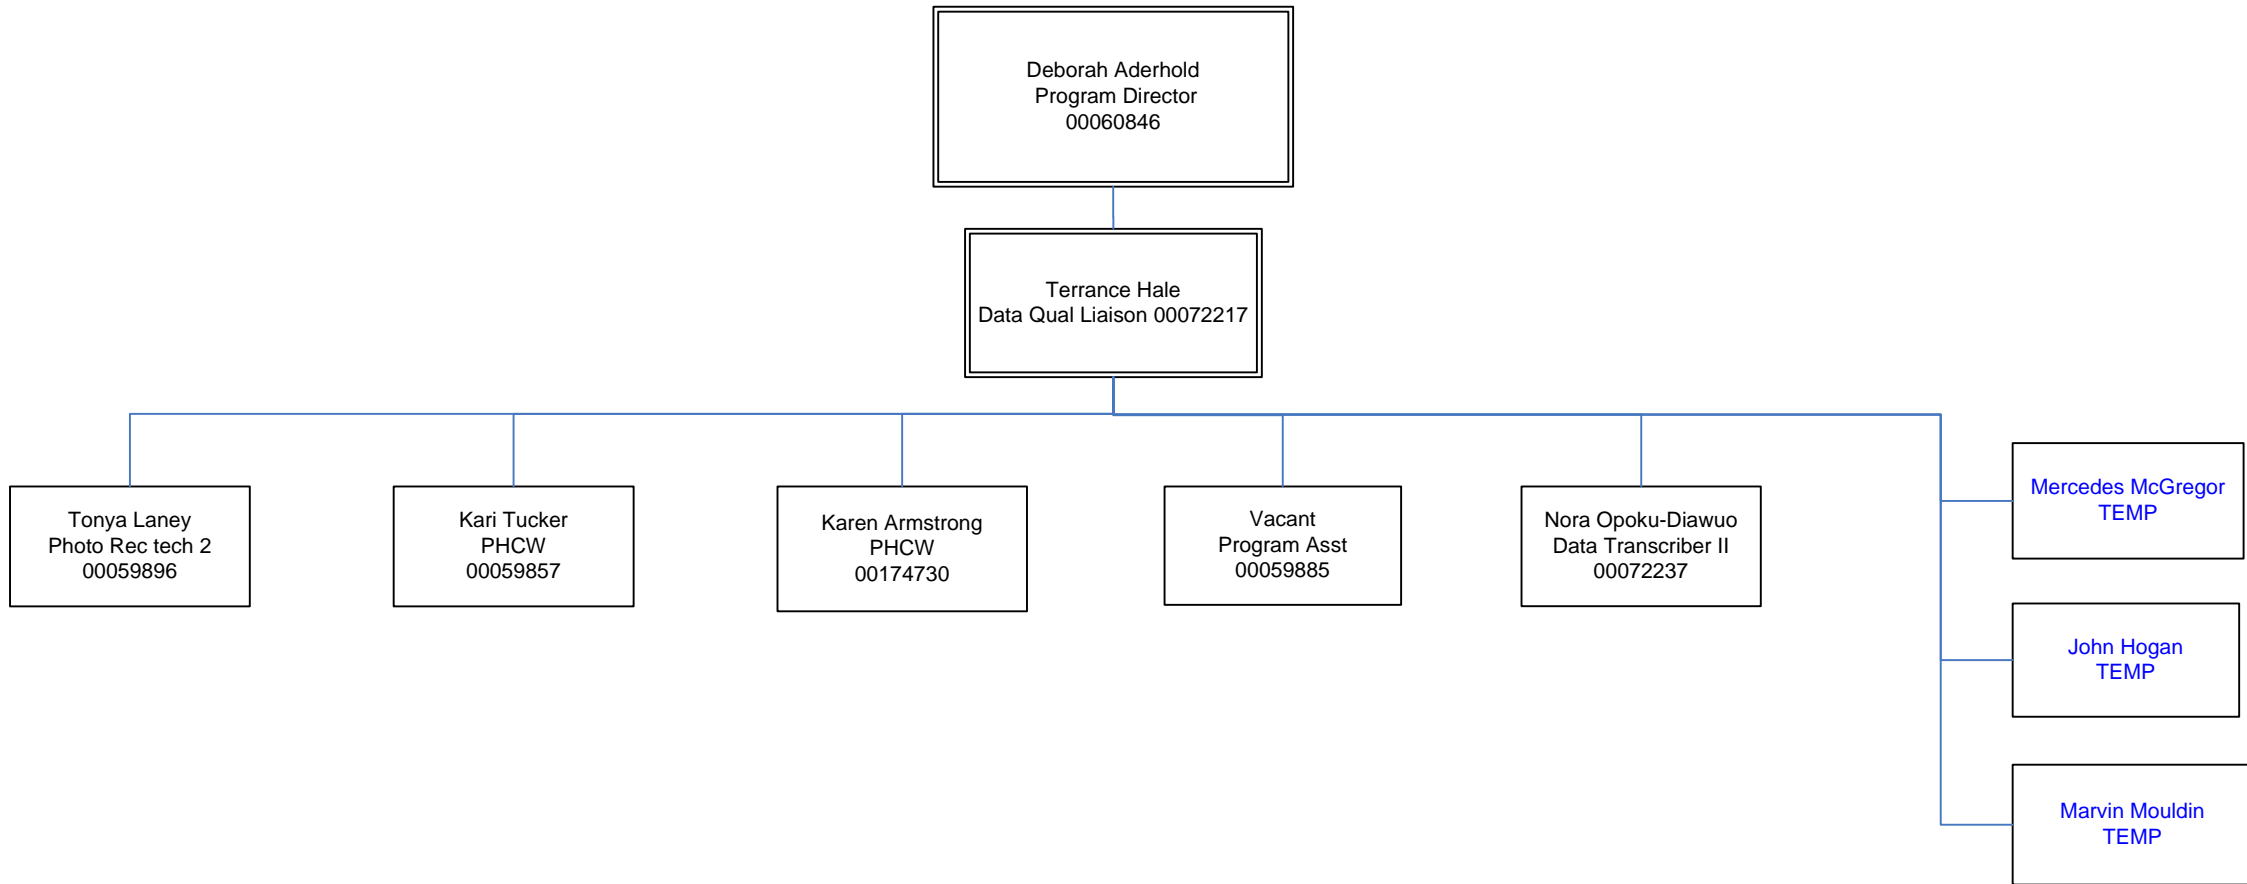 Deborah Aderhold
Program Director
00060846
Terrance Hale
Data Qual Liaison 00072217
Tonya Laney
Photo Rec tech 2
00059896
Kari Tucker
PHCW
00059857
Karen Armstrong
PHCW
00174730
Vacant
Program Asst
00059885
Nora Opoku-Diawuo
Data Transcriber II
00072237
Mercedes McGregor
TEMP
John Hogan
TEMP
Marvin Mouldin
TEMP